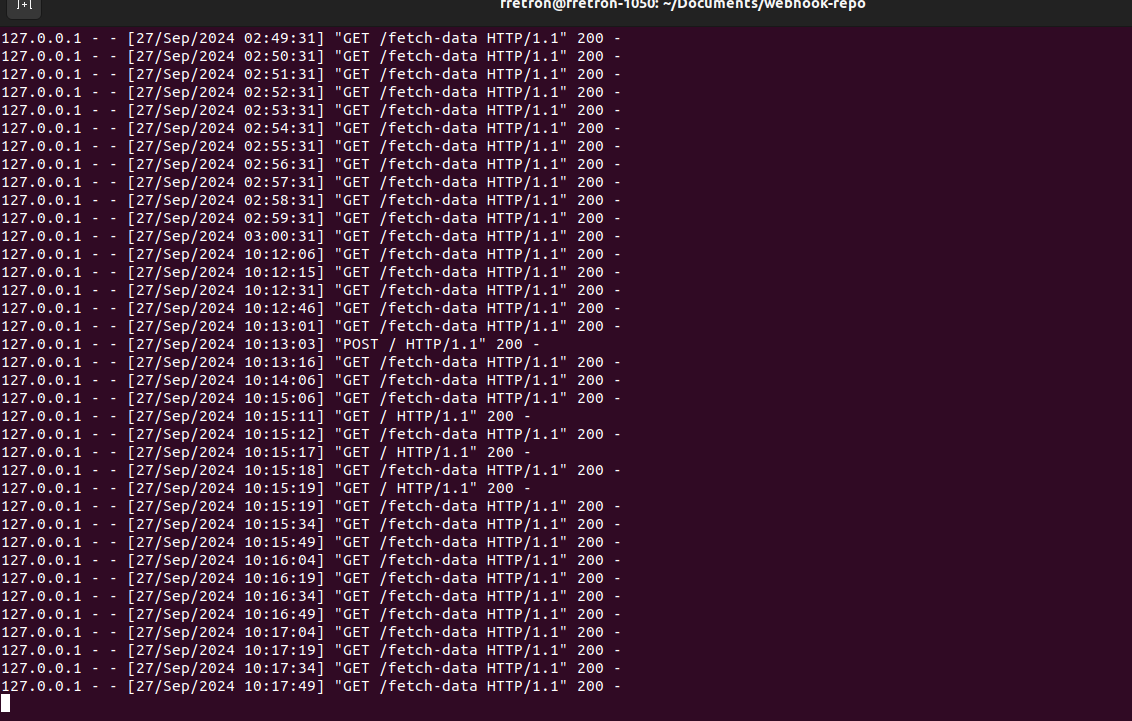 rretron@rretron-1050: ~/Documents/webhook-repo
127.0.0.1 - - [27/Sep/2024 02:49:31] "GET /fetch-data HTTP/1.1" 200 -
127.0.0.1 - - [27/Sep/2024 02:50:31] "GET /fetch-data HTTP/1.1" 200 -
127.0.0.1 - - [27/Sep/2024 02:51:31] "GET /fetch-data HTTP/1.1" 200 -
127.0.0.1 - - [27/Sep/2024 02:52:31] "GET /fetch-data HTTP/1.1" 200 -
127.0.0.1 - - [27/Sep/2024 02:53:31] "GET /fetch-data HTTP/1.1" 200 -
127.0.0.1 - - [27/Sep/2024 02:54:31] "GET /fetch-data HTTP/1.1" 200 -
127.0.0.1 - - [27/Sep/2024 02:55:31] "GET /fetch-data HTTP/1.1" 200 -
127.0.0.1 - - [27/Sep/2024 02:56:31] "GET /fetch-data HTTP/1.1" 200 -
127.0.0.1 - - [27/Sep/2024 02:57:31] "GET /fetch-data HTTP/1.1" 200 -
127.0.0.1 - - [27/Sep/2024 02:58:31] "GET /fetch-data HTTP/1.1" 200 -
127.0.0.1 - - [27/Sep/2024 02:59:31] "GET /fetch-data HTTP/1.1" 200 -
127.0.0.1 - - [27/Sep/2024 03:00:31] "GET /fetch-data HTTP/1.1" 200 -
127.0.0.1 - - [27/Sep/2024 10:12:06] "GET /fetch-data HTTP/1.1" 200 -
127.0.0.1 - - [27/Sep/2024 10:12:15] "GET /fetch-data HTTP/1.1" 200 -
127.0.0.1 - - [27/Sep/2024 10:12:31] "GET /fetch-data HTTP/1.1" 200 -
127.0.0.1 - - [27/Sep/2024 10:12:46] "GET /fetch-data HTTP/1.1" 200 -
127.0.0.1 - - [27/Sep/2024 10:13:01] "GET /fetch-data HTTP/1.1" 200 -
127.0.0.1 - - [27/Sep/2024 10:13:03] "POST / HTTP/1.1" 200 -
127.0.0.1 - - [27/Sep/2024 10:13:16] "GET /fetch-data HTTP/1.1" 200 -
127.0.0.1 - - [27/Sep/2024 10:14:06] "GET /fetch-data HTTP/1.1" 200 -
127.0.0.1 - - [27/Sep/2024 10:15:06] "GET /fetch-data HTTP/1.1" 200 -
127.0.0.1 - - [27/Sep/2024 10:15:11] "GET / HTTP/1.1" 200 -
127.0.0.1 - - [27/Sep/2024 10:15:12] "GET /fetch-data HTTP/1.1" 200 -
127.0.0.1 - - [27/Sep/2024 10:15:17] "GET / HTTP/1.1" 200 -
127.0.0.1 - - [27/Sep/2024 10:15:18] "GET /fetch-data HTTP/1.1" 200 -
127.0.0.1 - - [27/Sep/2024 10:15:19] "GET / HTTP/1.1" 200 -
127.0.0.1 - - [27/Sep/2024 10:15:19] "GET /fetch-data HTTP/1.1" 200 -
127.0.0.1 - - [27/Sep/2024 10:15:34] "GET /fetch-data HTTP/1.1" 200 -
127.0.0.1 - - [27/Sep/2024 10:15:49] "GET /fetch-data HTTP/1.1" 200 -
127.0.0.1 - - [27/Sep/2024 10:16:04] "GET /fetch-data HTTP/1.1" 200 -
127.0.0.1 - - [27/Sep/2024 10:16:19] "GET /fetch-data HTTP/1.1" 200 -
127.0.0.1 - - [27/Sep/2024 10:16:34] "GET /fetch-data HTTP/1.1" 200 -
127.0.0.1 - - [27/Sep/2024 10:16:49] "GET /fetch-data HTTP/1.1" 200 -
127.0.0.1 - - [27/Sep/2024 10:17:04] "GET /fetch-data HTTP/1.1" 200 -
127.0.0.1 - - [27/Sep/2024 10:17:19] "GET /fetch-data HTTP/1.1" 200 -
127.0.0.1 - - [27/Sep/2024 10:17:34] "GET /fetch-data HTTP/1.1" 200 -
127.0.0.1 - - [27/Sep/2024 10:17:49] "GET /fetch-data HTTP/1.1" 200 -